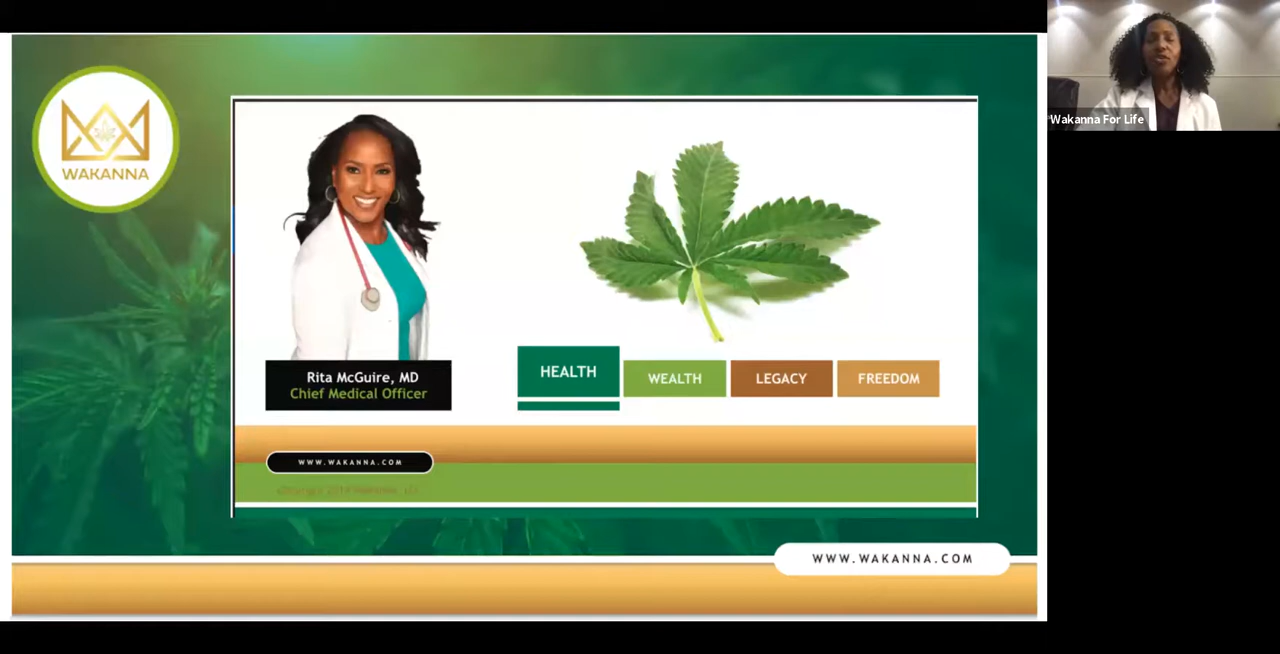 WAKANNA
Rita McGuire, MD
Chief Medical Officer
HEALTH
WEALTH
LEGACY
FREEDOM
WWW.WAKANNA.COM
WWW.WAKANNA.COM
Wakanna For Life